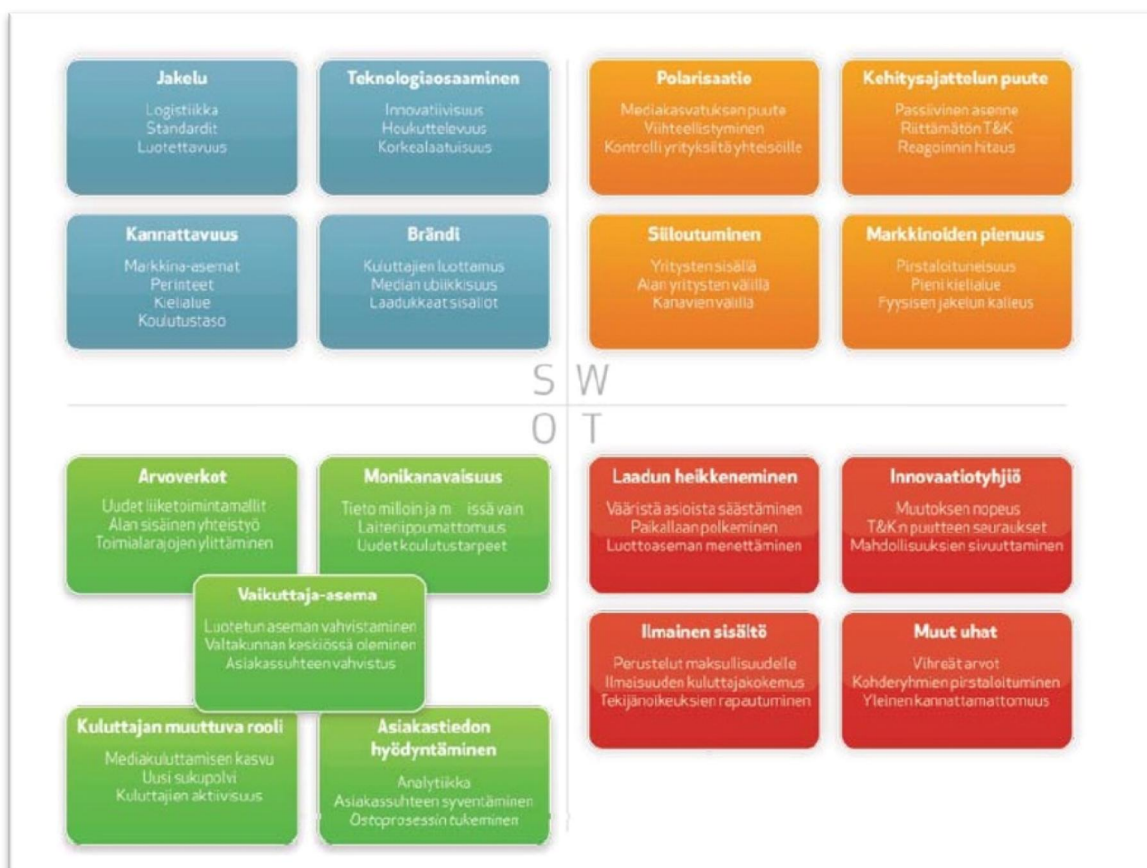 Jakelu
Logistiikka
Standardit
Luotettavuus
Teknologiaosaaminen
Innovatiivisuus
Houkuttelevuus
Korkealaatuisuus
Polarisaatio
Mediakasvatuksen puute
Viihteellistyminen
Kontrolli yrityksiltä yhteisöille
Kehitysajattelun puute
Passiivinen asenne
Riittämätön T&K
Reagoinnin hitaus
Kannattavuus
Markkina-asemat
Perinteet
Kielialue
Koulutustaso
Brändi
Kuluttajien luottamus
Median ubiikkisuus
Laadukkaat sisällöt
Siiloutuminen
Yritysten sisällä
Alan yritysten välillä
Kanavien välillä
Markkinoiden pienuus
Pirstaloituneisuus
Pieni kielialue
Fyysisen jakelun kalleus
S W
O T
Arvoverkot
Uudet liiketoimintamallit
Alan sisäinen yhteistyö
Toimialarajojen ylittäminen
Monikanavaisuus
Tieto milloin ja m issä vain
Laiteriippumattomuus
Uudet koulutustarpeet
Laadun heikkeneminen
Vääristä asioista säästäminen
Paikallaan polkeminen
Luottoaseman menettäminen
Innovaatiotyhjiö
Muutoksen nopeus
T&K:n puutteen seuraukset
Mahdollisuuksien sivuuttaminen
Vaikuttaja-asema
Luotetun aseman vahvistaminen
Valtakunnan keskiössä oleminen
Asiakassuhteen vahvistus
Ilmainen sisältö
Perustelut maksullisuudelle
Ilmaisuuden kuluttajakokemus
Tekijänoikeuksien rapautuminen
Muut uhat
Vihreät arvot
Kohderyhmien pirstaloituminen
Yleinen kannattamattomuus
Kuluttajan muuttuva rooli
Mediakuluttamisen kasvu
Uusi sukupolvi
Kuluttajien aktiivisuus
Asiakastiedon
hyödyntäminen
Analytiikka
Asiakassuhteen syventäminen
Ostoprosessin tukeminen